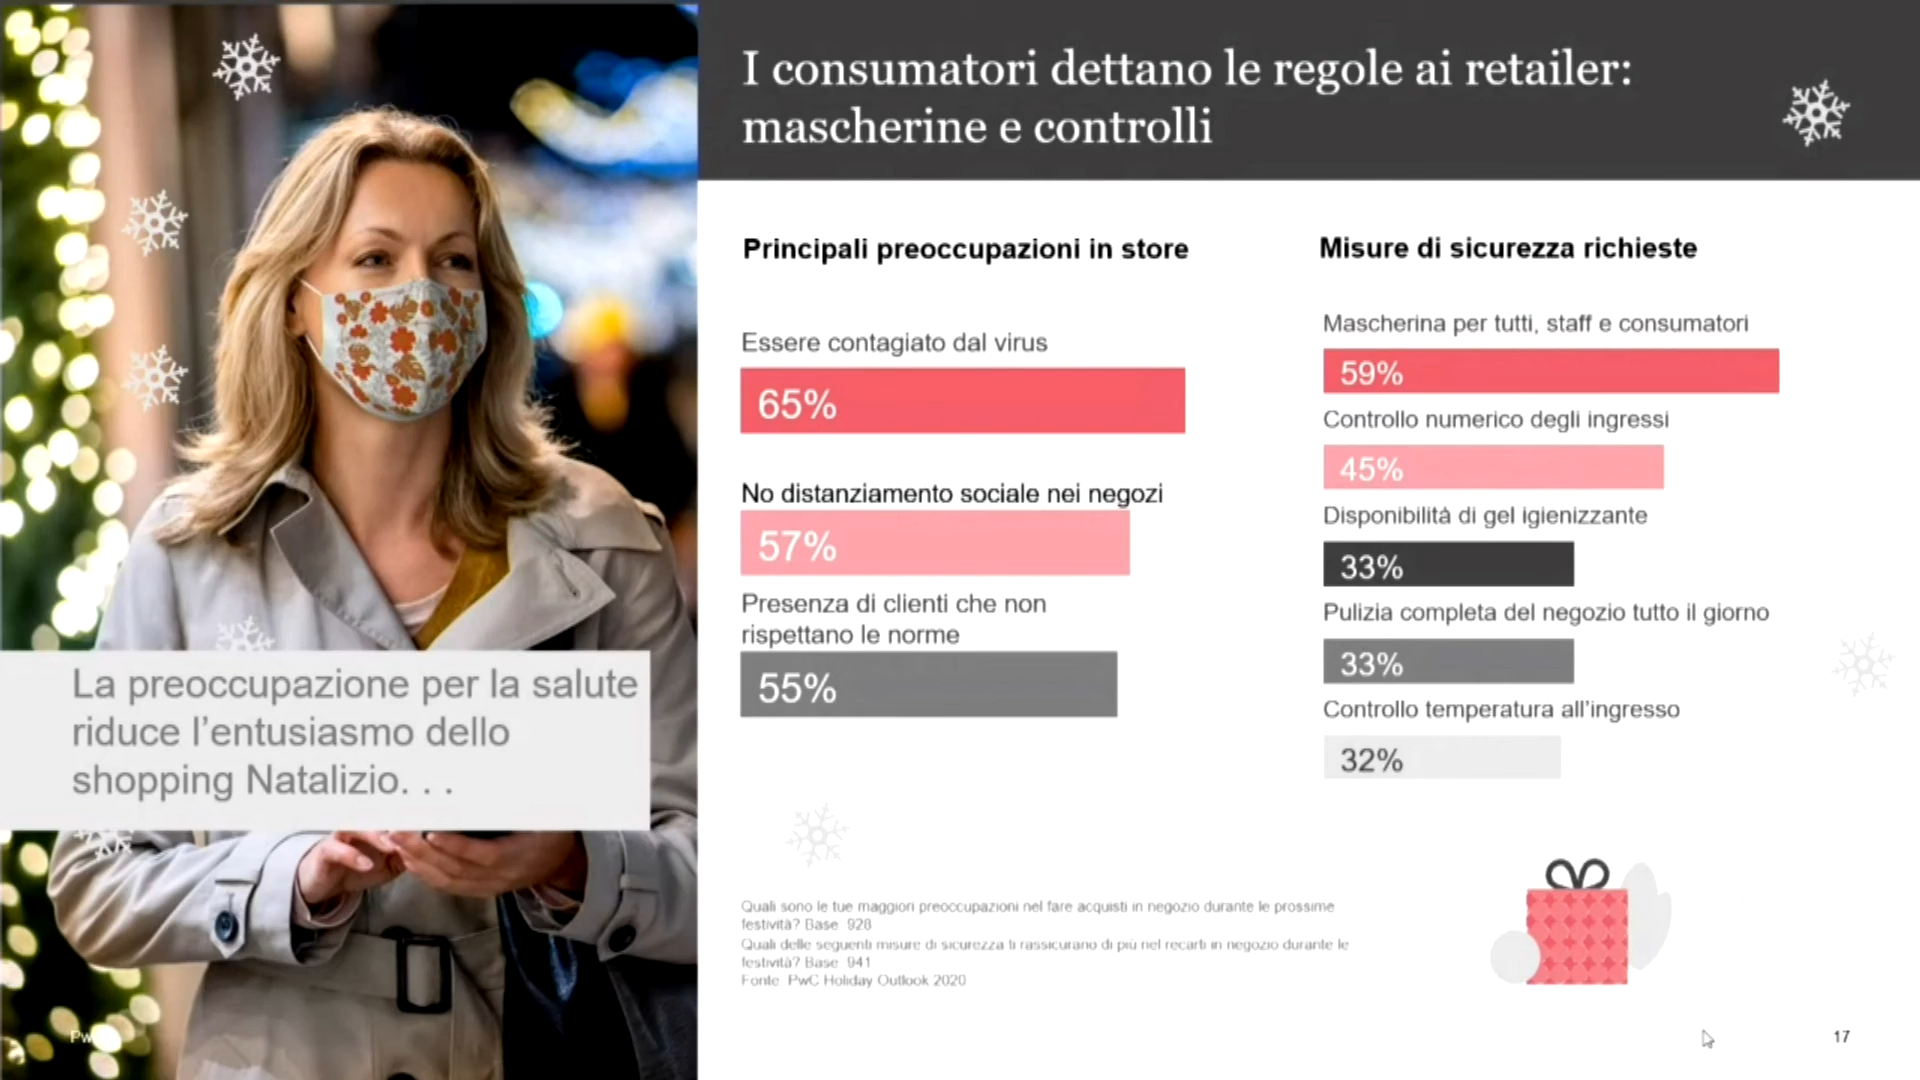 I consumatori dettano le regole ai retailer:
mascherine e controlli
Principali preoccupazioni in store
Essere contagiato dal virus
65%
No distanziamento sociale nei negozi
57%
Presenza di clienti che non
rispettano le norme
55%
Misure di sicurezza richieste
Mascherina per tutti, staff e consumatori
59%
Controllo numerico degli ingressi
45%
Disponibilità di gel igienizzante
33%
Pulizia completa del negozio tutto il giorno
33%
Controllo temperatura all'ingresso
32%
La preoccupazione per la salute
riduce l'entusiasmo dello
shopping Natalizio. . .
Quali sono le tue maggiori preoccupazioni nel fare acquisti in negozio durante le prossime
festività? Base 928
Quali delle seguenti misure di sicurezza ti rassicurano di più nel recarti in negozio durante le
festività? Base 941
Fonte: PwC Holiday Outlook 2020
17